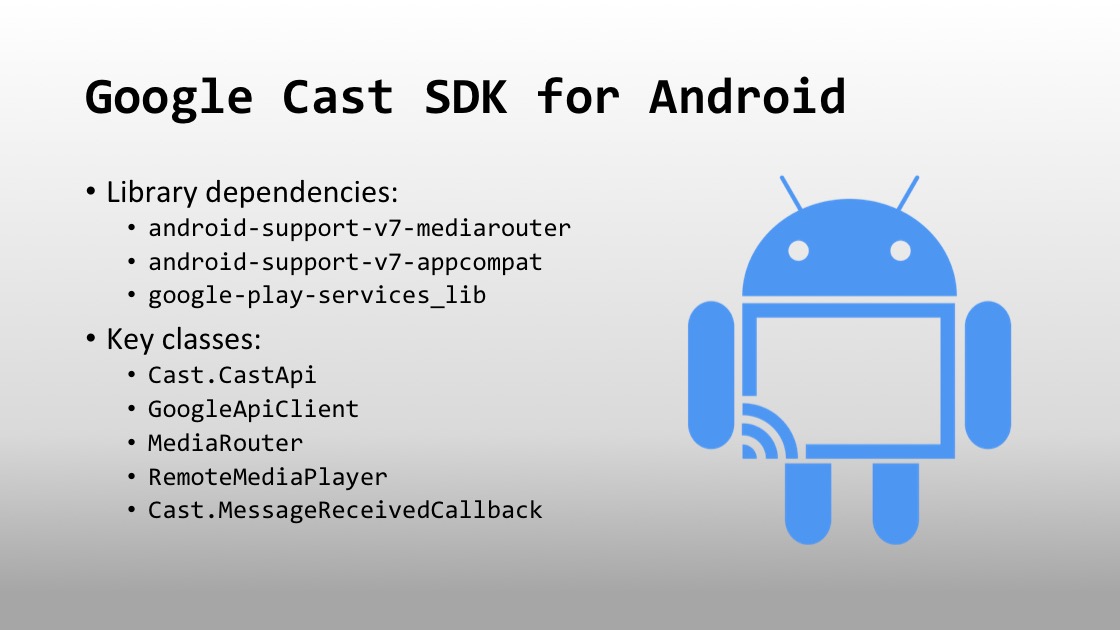 Google Cast SDK for Android
• Library dependencies:
• android-support-v7-mediarouter
• android-support-v7-appcompat
• google-play-services_lib
• Key classes:
• Cast.CastApi
• GoogleApiClient
• MediaRouter
• RemoteMediaPlayer
• Cast.MessageReceivedCallback